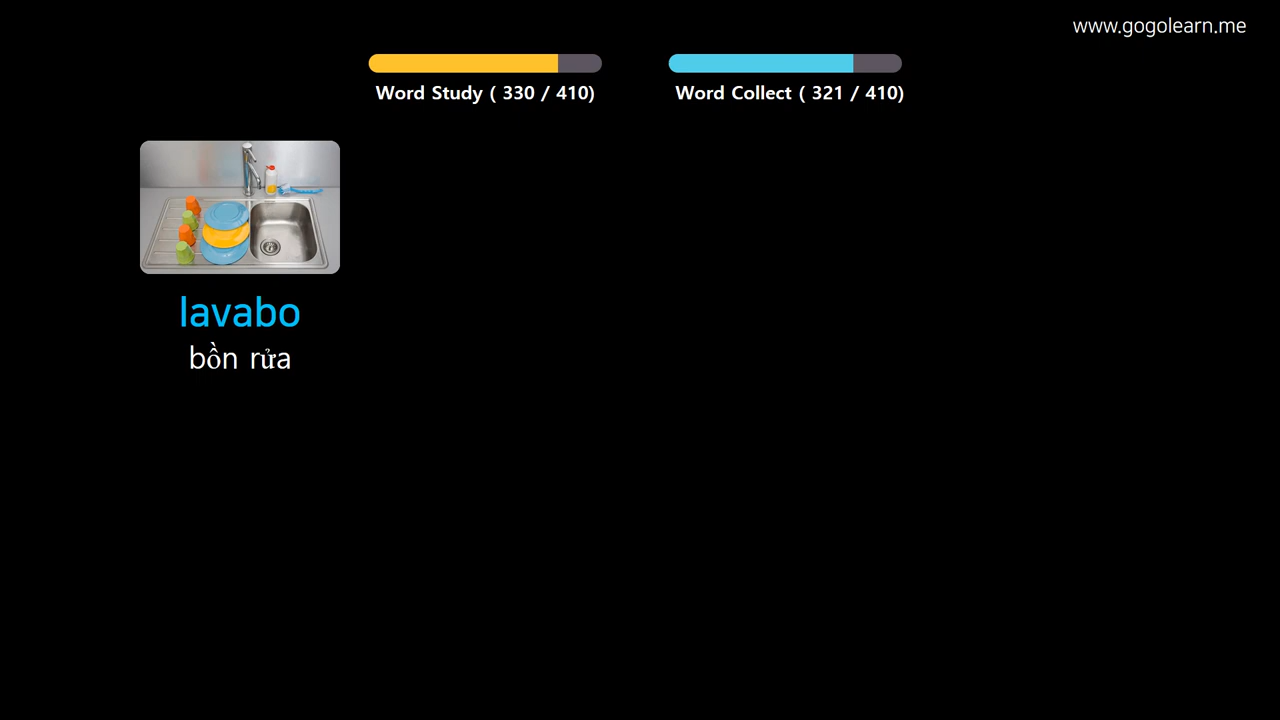 www.gogolearn.me
Word Study ( 330 / 410)
Word Collect ( 321 / 410)
lavabo
bồn rửa